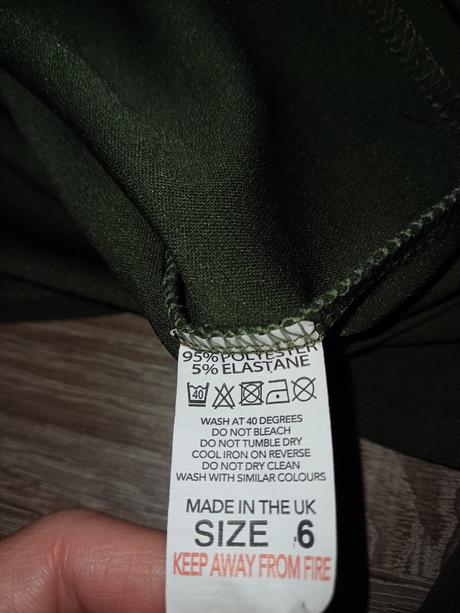 95% POLYESTER
5% ELASTANE
40
WASH AT 40 DEGREES
DO NOT BLEACH
DO NOT TUMBLE DRY
COOL IRON ON REVERSE
DO NOT DRY CLEAN
WASH WITH SIMILAR COLOURS
MADE IN THE UK
SIZE 6
KEEP AWAY FROM FIRE